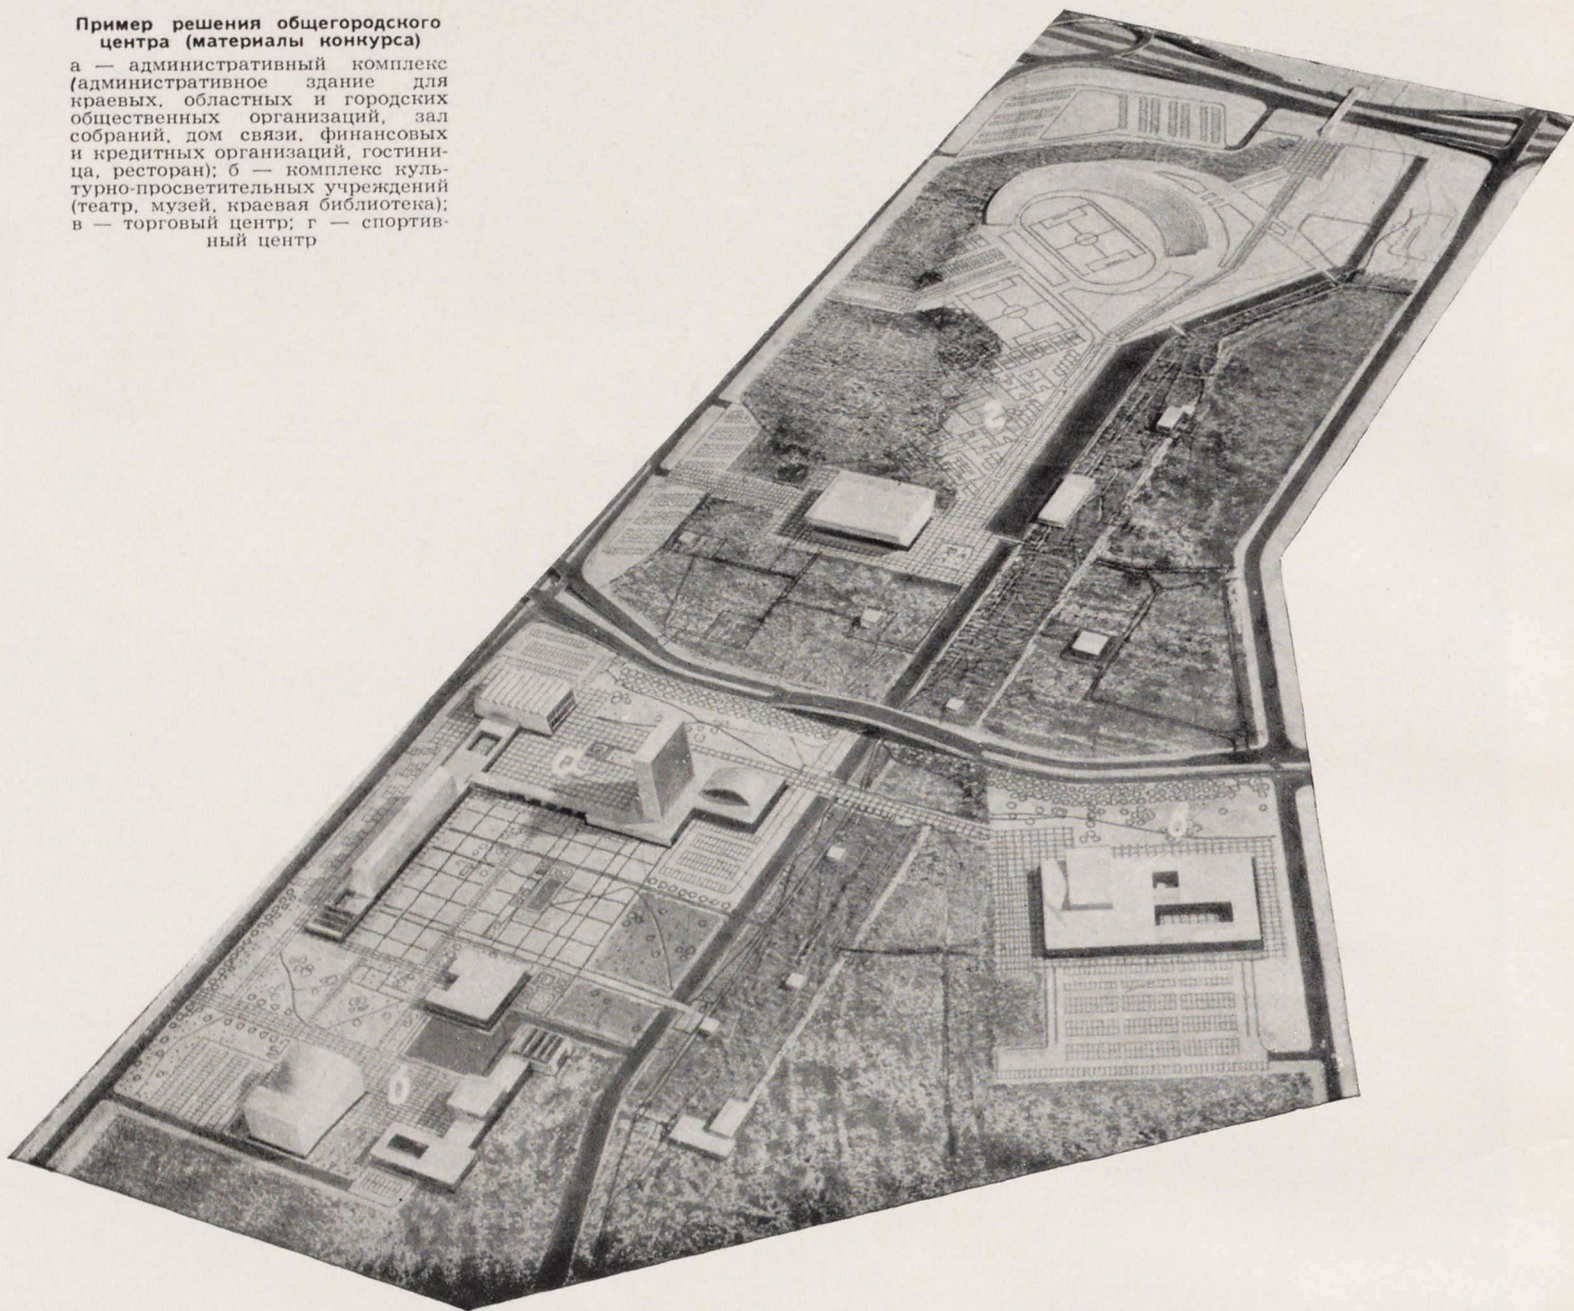 Пример решения общегородского
центра (материалы конкурса)
а — административный комплекс
(административное здание для
краевых, областных и городских
общественных организаций, зал
собраний, дом связи, финансовых
и кредитных организаций, гостини-
ца, ресторан); б — комплекс куль-
турно-просветительных учреждений
(театр, музей, краевая библиотека);
в — торговый центр; г — спортив-
ный центр
г
а
б